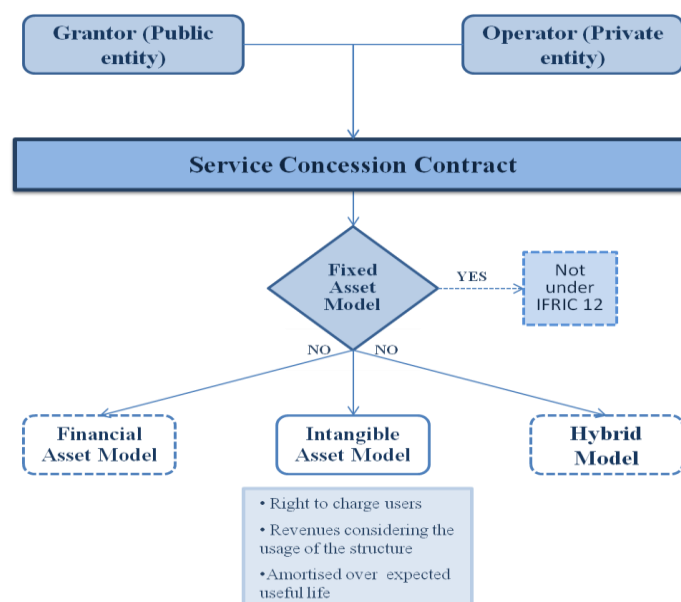 Grantor (Public
entity)
Operator (Private
entity)
Service Concession Contract
Fixed
Asset
Model
YES
Not
under
IFRIC 12
NO
NO
Financial
Asset Model
Intangible
Asset Model
Hybrid
Model
• Right to charge users
• Revenues considering the
usage of the structure
•Amortised over expected
useful life